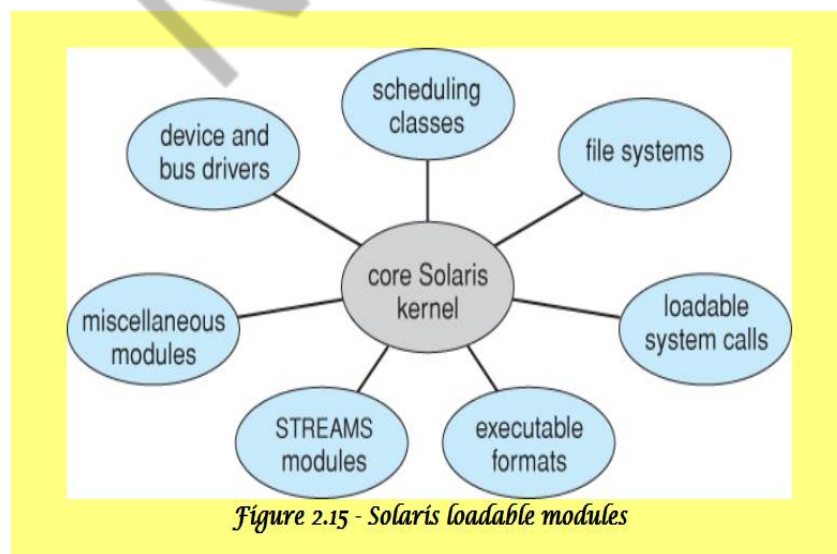 scheduling
classes
device and
bus drivers
file systems
core Solaris
kernel
miscellaneous
modules
loadable
system calls
STREAMS
modules
executable
formats
Figure 2.15 - Solaris loadable modules